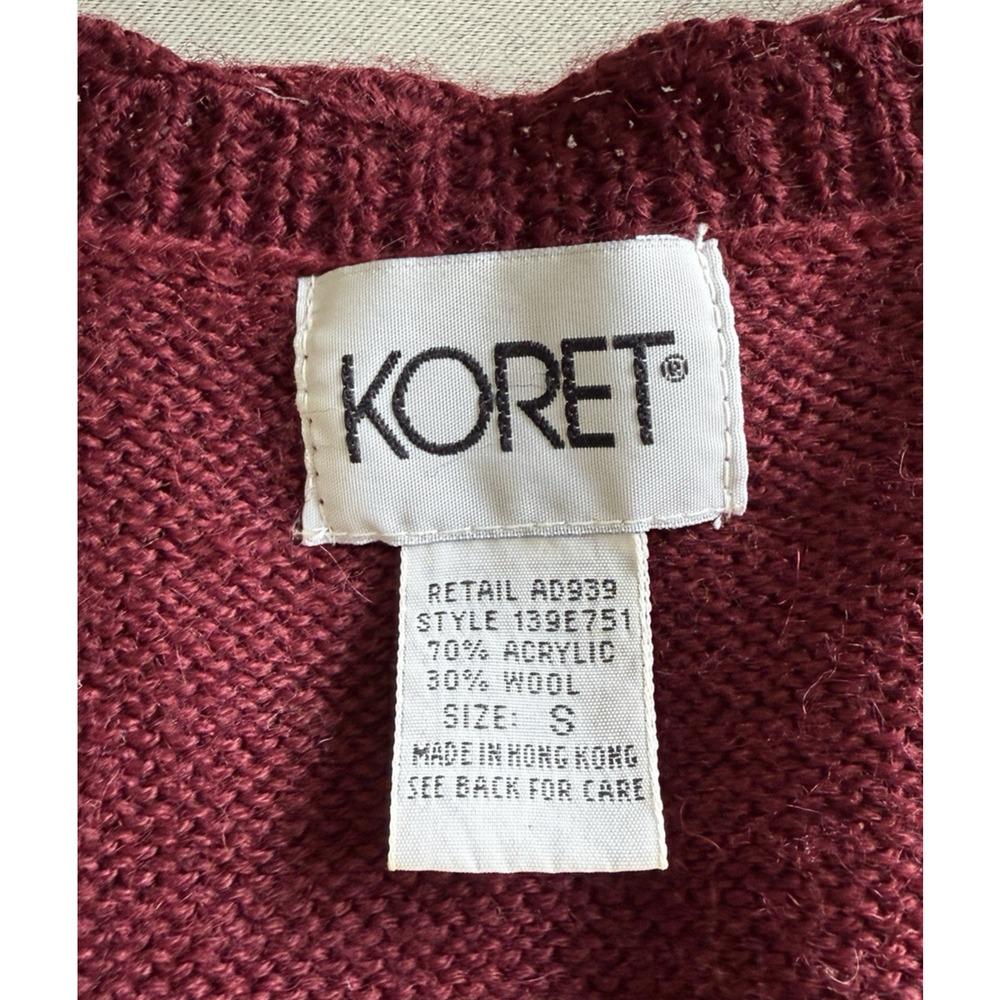 KORET®
RETAIL AD939
STYLE 139E751
70% ACRYLIC
30% WOOL
SIZE: S
MADE IN HONG KONG
SEE BACK FOR CARE